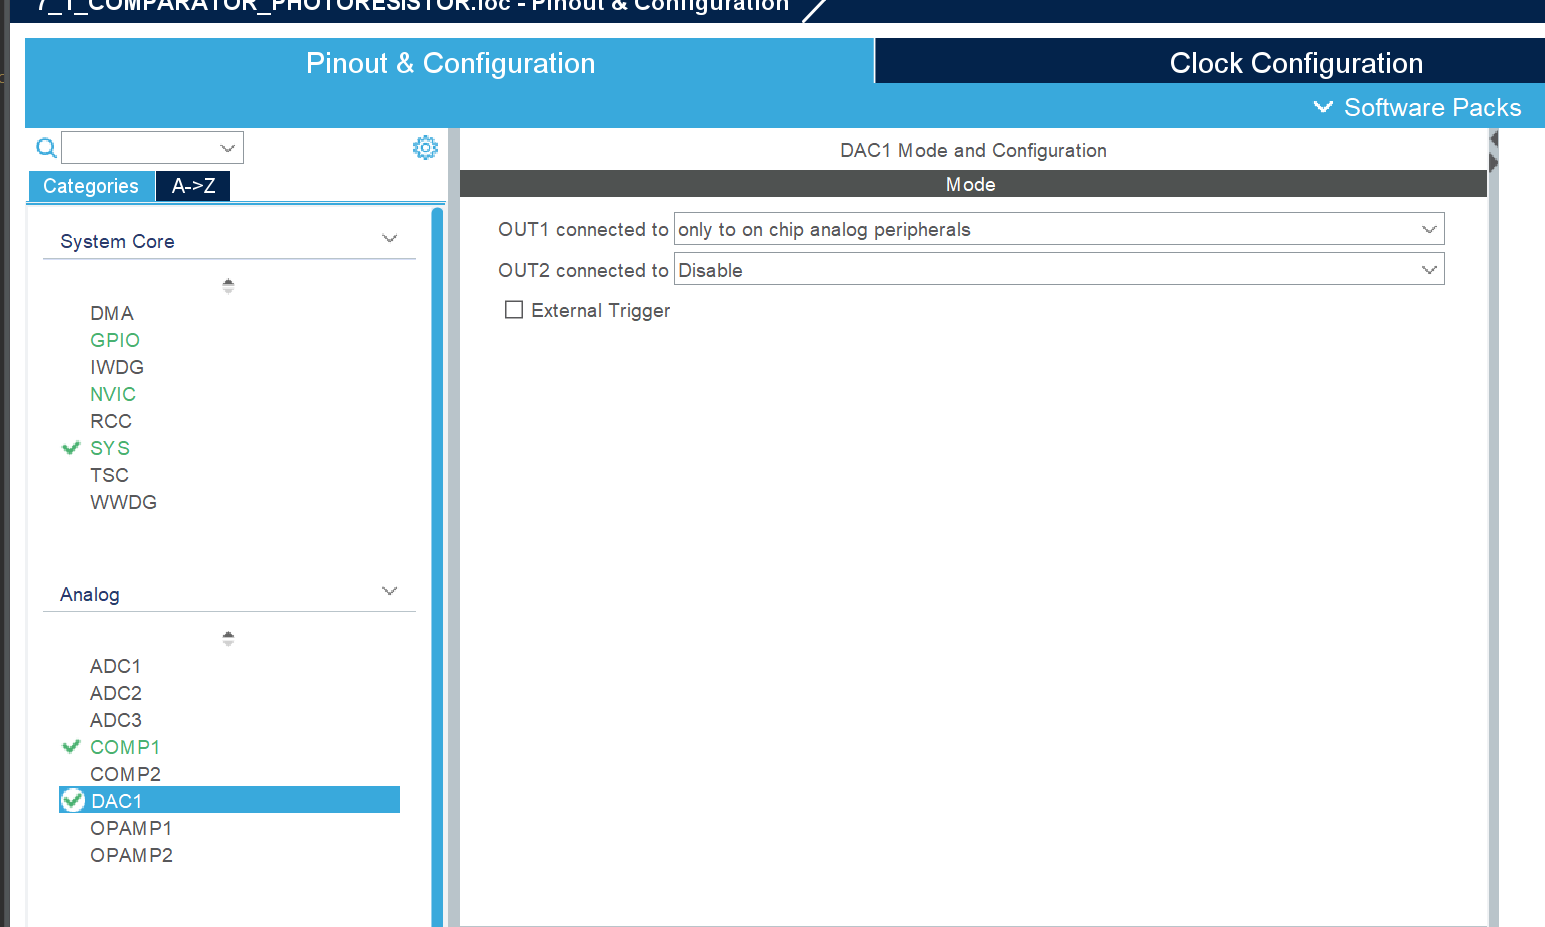 7_1_COMPARATOR_PHOTORESISTOR.ioc - Pinout & Configuration
Pinout & Configuration
Clock Configuration
Software Packs
Categories
A->Z
System Core
DMA
GPIO
IWDG
NVIC
RCC
SYS
TSC
WWDG
Analog
ADC1
ADC2
ADC3
COMP1
COMP2
DAC1
OPAMP1
OPAMP2
DAC1 Mode and Configuration
Mode
OUT1 connected to only to on chip analog peripherals
OUT2 connected to Disable
External Trigger